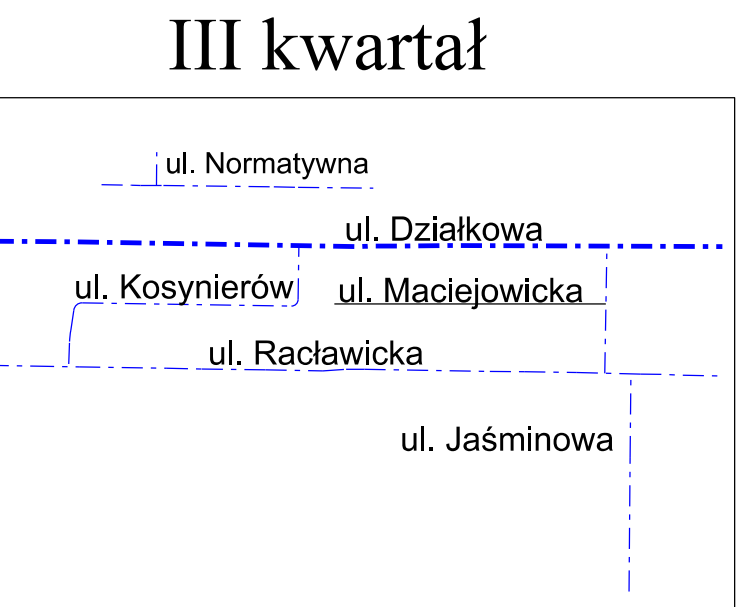 III kwartał
ul. Normatywna
ul. Działkowa
ul. Kosynierów
ul. Maciejowicka
ul. Racławicka
ul. Jaśminowa